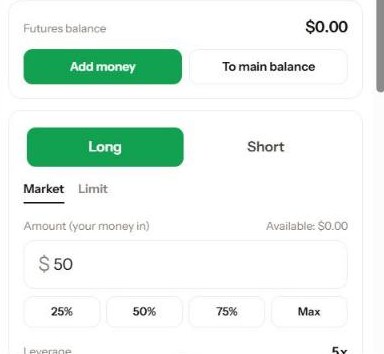 Futures balance $0.00
Add money To main balance
Long Short
Market Limit
Amount (your money in) Available: $0.00
$ 50
25% 50% 75% Max
Leverage 5x